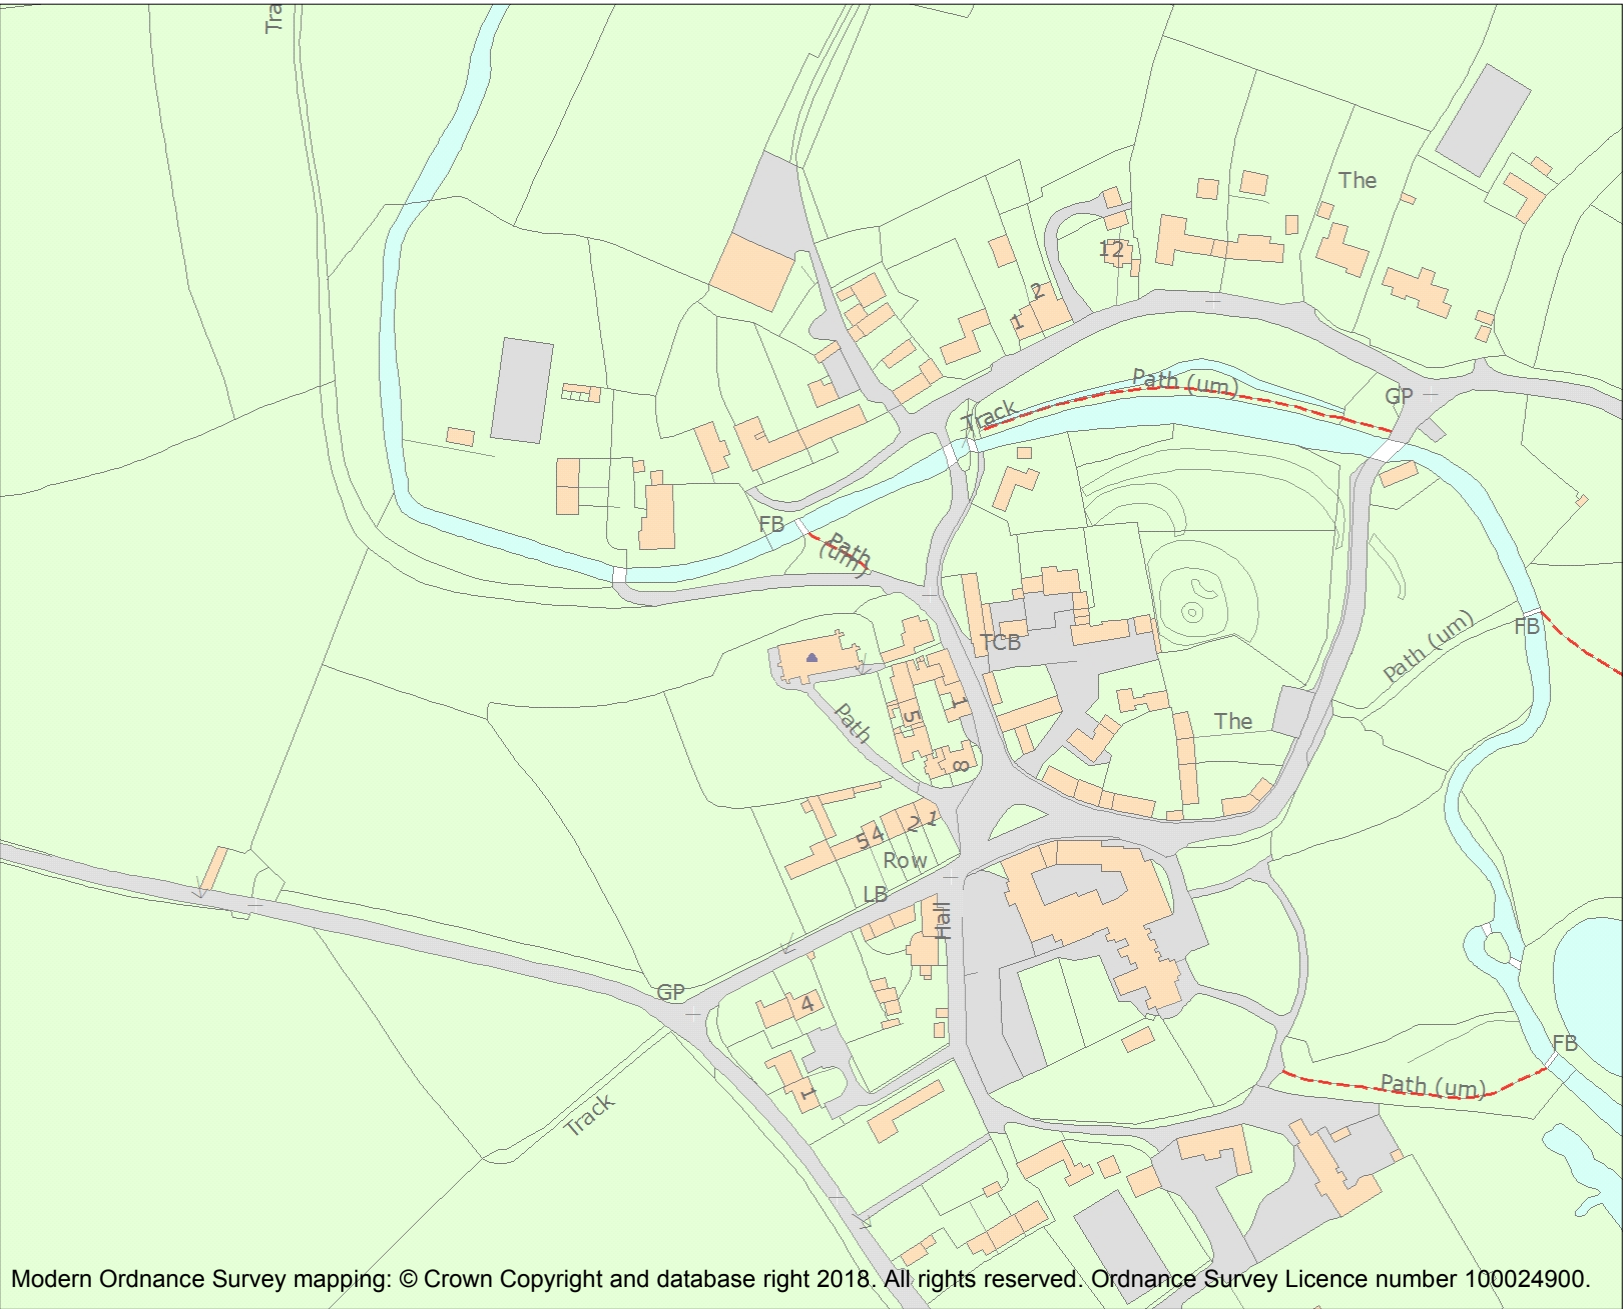 Tra
The
12
2
1
Path (um)
GP
Track
FB
Path
(um)
TCB
FB
Path (um)
1
5
Path
The
8
1
2
4
5
Row
LB
Hall
GP
4
FB
Path (um)
1
Track
Modern Ordnance Survey mapping: © Crown Copyright and database right 2018. All rights reserved. Ordnance Survey Licence number 100024900.